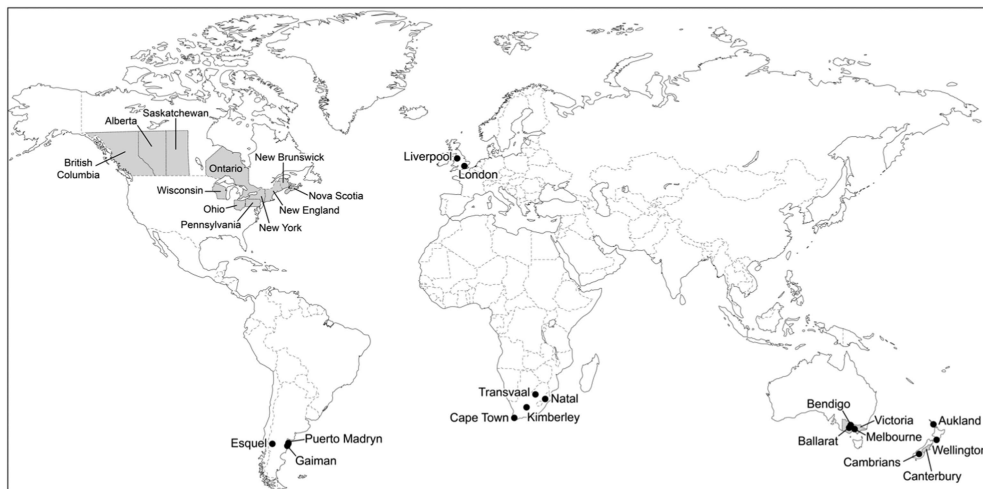 Saskatchewan
Alberta
British
Columbia
Ontario
New Brunswick
Wisconsin
Nova Scotia
Ohio
New England
Pennsylvania
New York
Liverpool
London
Transvaal
Natal
Cape Town
Kimberley
Esquel
Puerto Madryn
Gaiman
Bendigo
Victoria
Aukland
Ballarat
Melbourne
Wellington
Cambrians
Canterbury